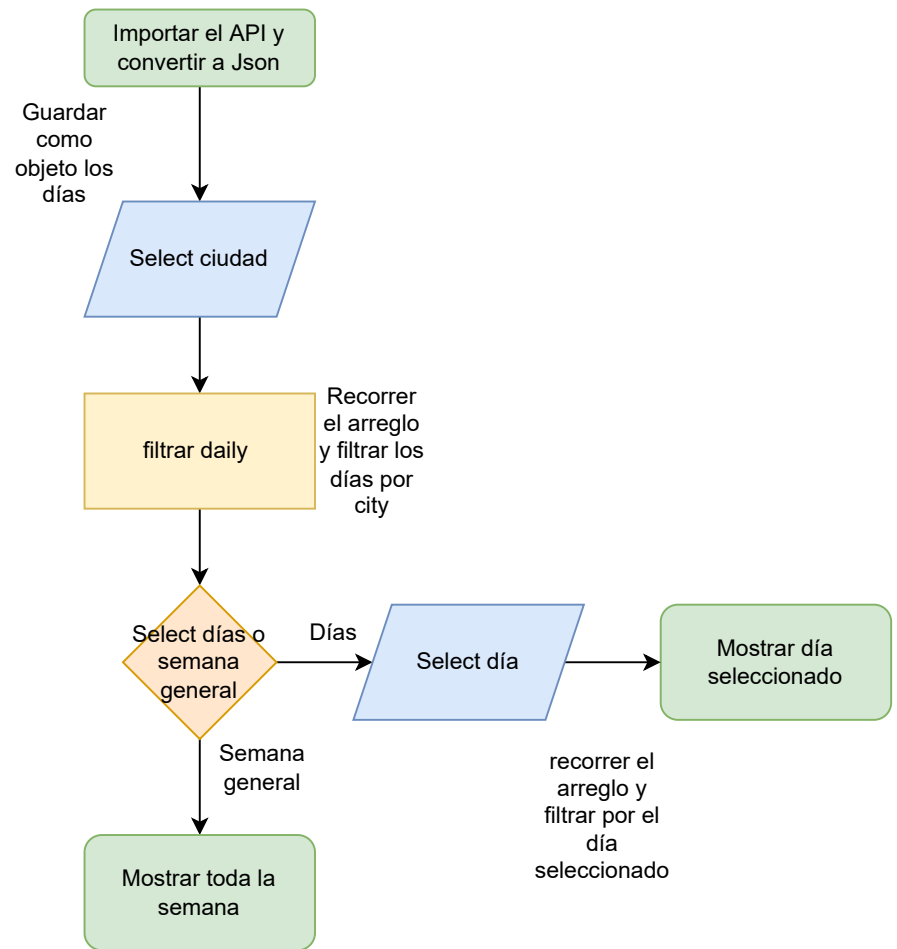 Importar el API y
convertir a Json
Guardar
como
objeto los
días
Select ciudad
filtrar daily
Recorrer
el arreglo
y filtrar los
días por
city
Select días o
semana
general
Días
Select día
Mostrar día
seleccionado
Semana
general
recorrer el
arreglo y
filtrar por el
día
seleccionado
Mostrar toda la
semana